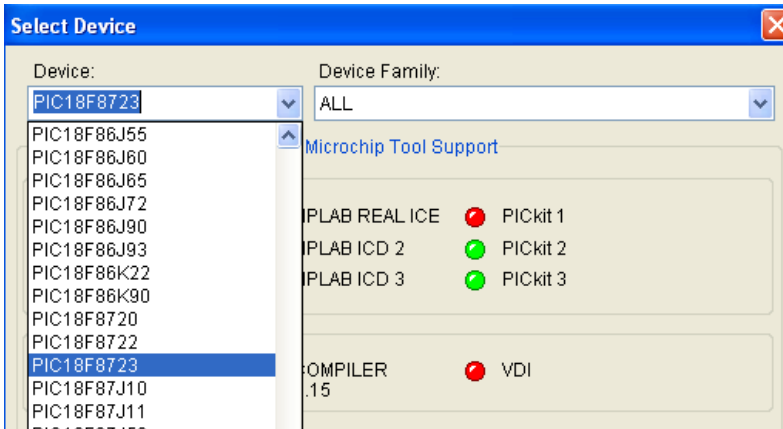 Select Device
Device:
Device Family:
PIC18F8723
ALL
Microchip Tool Support
PIC18F86J55
PIC18F86J60
PIC18F86J65
PIC18F86J72
PIC18F86J90
PIC18F86J93
PIC18F86K22
PIC18F86K90
PIC18F8720
PIC18F8722
PIC18F8723
PIC18F87J10
PIC18F87J11
IPLAB REAL ICE
PICkit 1
IPLAB ICD 2
PICkit 2
IPLAB ICD 3
PICkit 3
OMPILER
VDI
.15